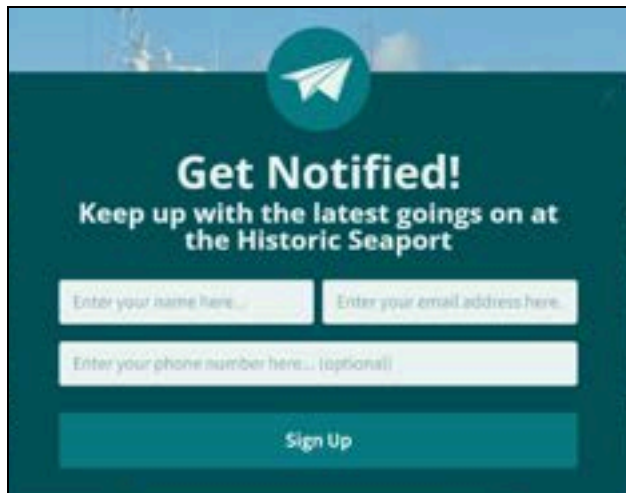 Get Notified!
Keep up with the latest goings on at
the Historic Seaport
Enter your name here...
Enter your email address here.
Enter your phone number here... (optional)
Sign Up